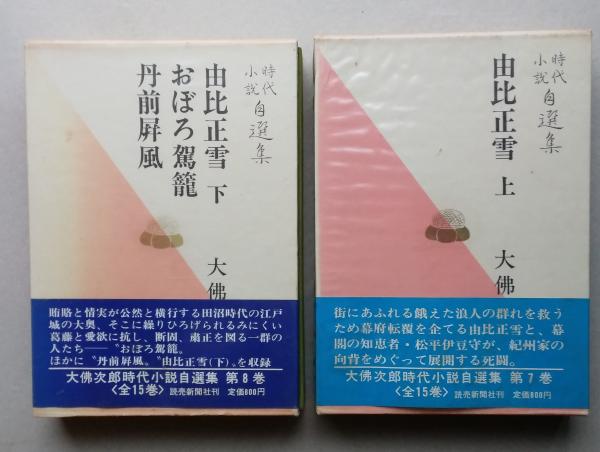 時代
小説
自選集
由比正雪 下
おぼろ駕籠
丹前屏風
大佛
賄賂と情実が公然と横行する田沼時代の江戸
城の大奥、そこに繰りひろげられるみにくい
葛藤と愛欲に抗し、断固、粛正を図る一群の
人たち——〝おぼろ駕籠。
ほかに〝丹前屏風〟〝由比正雪(下)〟を収録
大佛次郎時代小説自選集 第8巻
〈全15巻〉 読売新聞社刊 定価800円
時代
小説
自選集
由比正雪 上
大佛
街にあふれる餓えた浪人の群れを救う
ため幕府転覆を企てる由比正雪と、幕
閣の知恵者・松平伊豆守が、紀州家の
向背をめぐって展開する死闘。
大佛次郎時代小説自選集 第7巻
〈全15巻〉 読売新聞社刊 定価800円